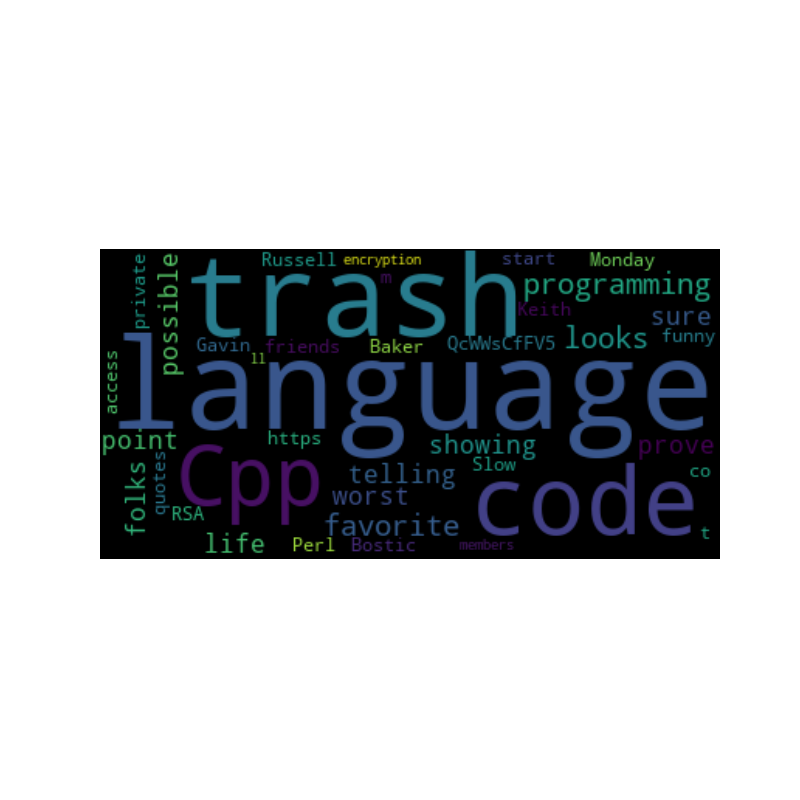 private
possible
Russell
encryption
start
Monday
trash
m
programming
Keith
sure
Gavin
friends
Baker
QcWWsCfFV5
looks
funny
ll
access
language
point
https
showing
prove
folks
quotes
Cpp
telling
Slow
co
worst
code
RSA
favorite
t
life
Perl
Bostic
members